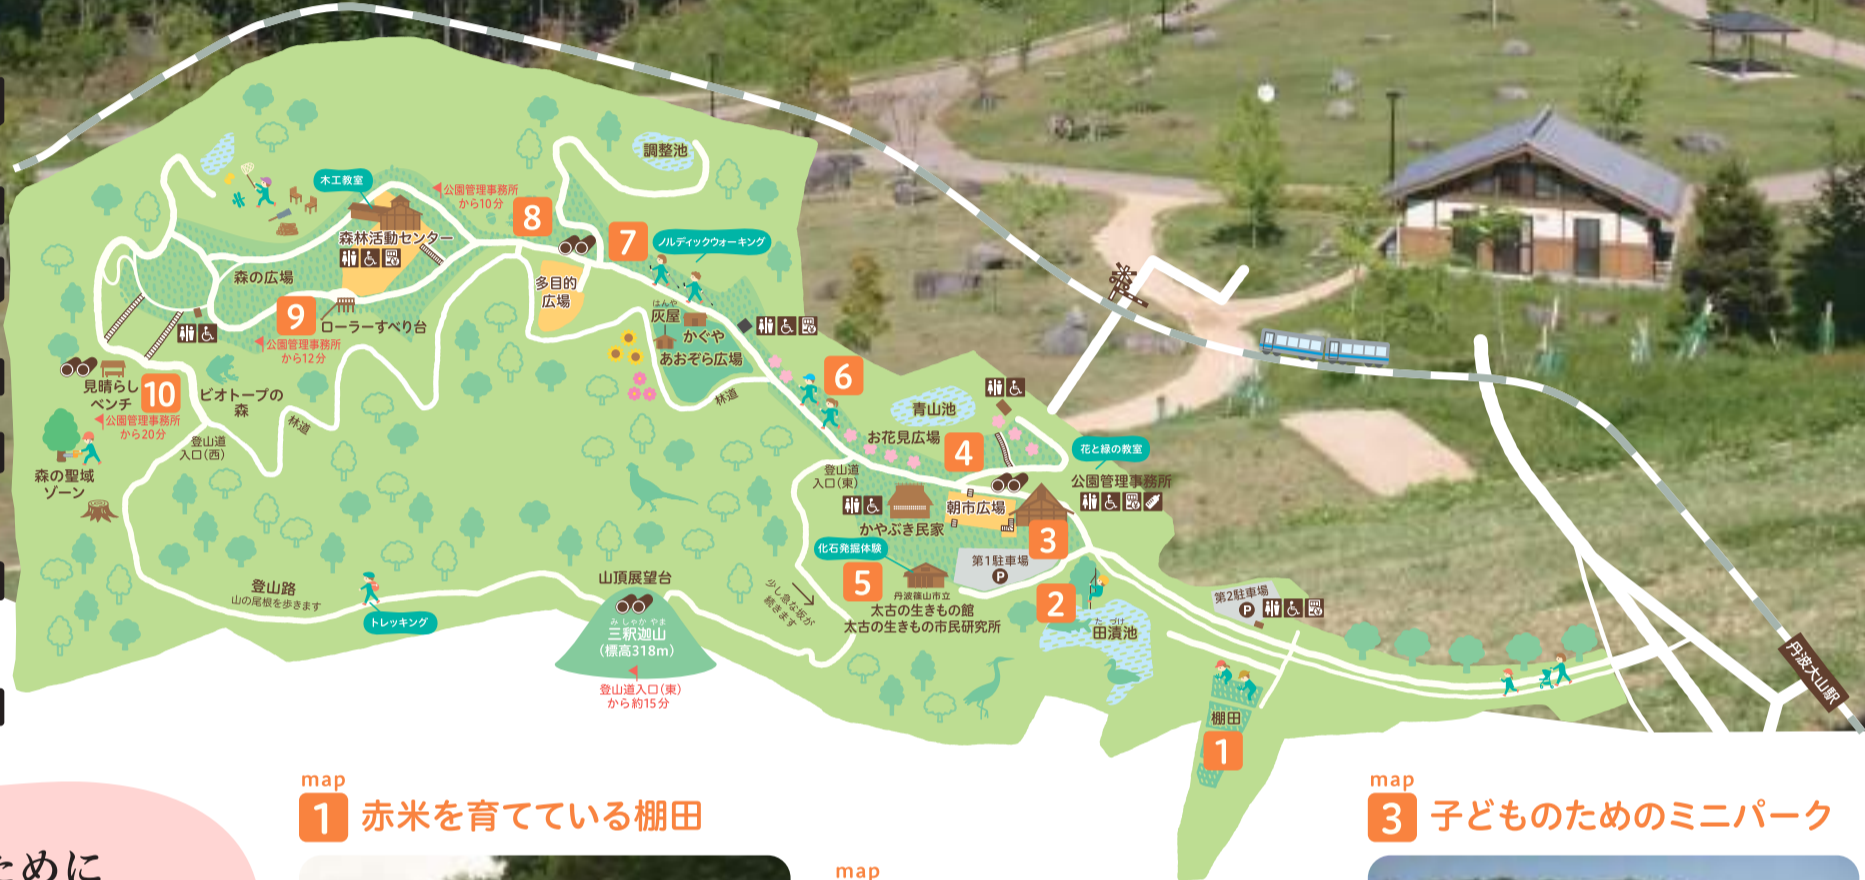 調整池
木工教室
公園管理事務所
から10分
8
7
ノルディックウォーキング
森林活動センター
多目的
広場
森の広場
はんや
灰屋
かぐや
あおぞら広場
9
ローラーすべり台
公園管理事務所
から12分
見晴らし
ベンチ
10
公園管理事務所
から20分
ビオトープの
森
林道
林道
登山道
入口(西)
森の聖域
ゾーン
6
青山池
お花見広場
4
花と緑の教室
公園管理事務所
登山道
入口(東)
かやぶき民家
朝市広場
3
化石発掘体験
5
第1駐車場
P
丹波篠山市立
太古の生きもの館
太古の生きもの市民研究所
2
たづけ
田漬池
第2駐車場
P
登山路
山の尾根を歩きます
トレッキング
山頂展望台
みしゃかやま
三釈迦山
(標高318m)
登山道入口(東)
から約15分
少し急な坂が
続きます
棚田
1
丹波大山駅
map
1 赤米を育てている棚田
map
map
3 子どものためのミニパーク
ために